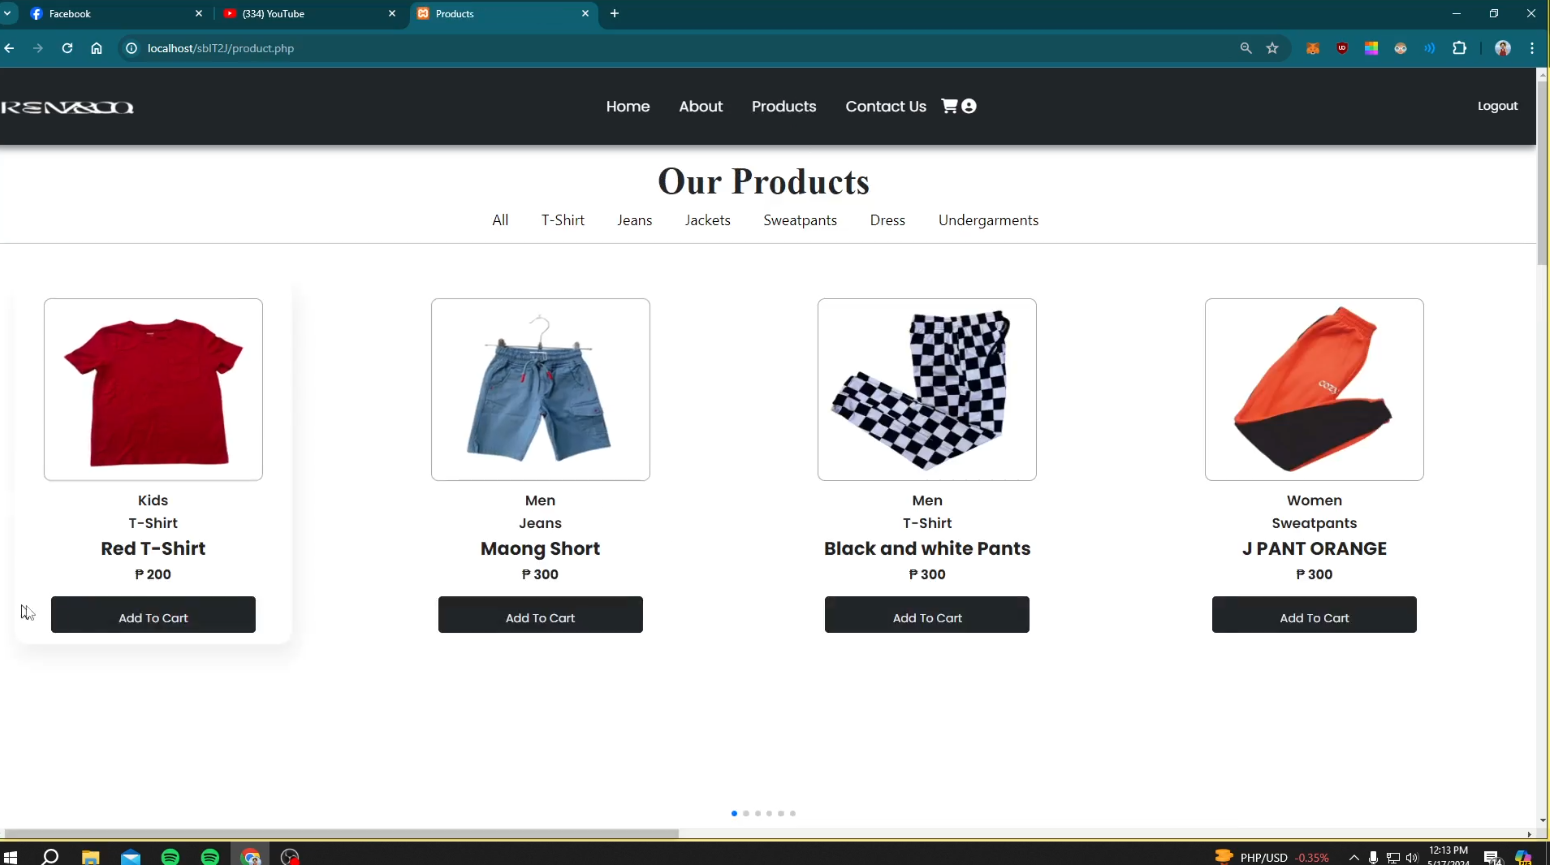 Facebook
(334) YouTube
Products
localhost/sbIT2J/product.php
REN&CO
Home
About
Products
Contact Us
Logout
Our Products
All
T-Shirt
Jeans
Jackets
Sweatpants
Dress
Undergarments
COZY
Kids
T-Shirt
Red T-Shirt
₱ 200
Add To Cart
Men
Jeans
Maong Short
₱ 300
Add To Cart
Men
T-Shirt
Black and white Pants
₱ 300
Add To Cart
Women
Sweatpants
J PANT ORANGE
₱ 300
Add To Cart
PHP/USD -0.35%
12:13 PM
5/17/2024